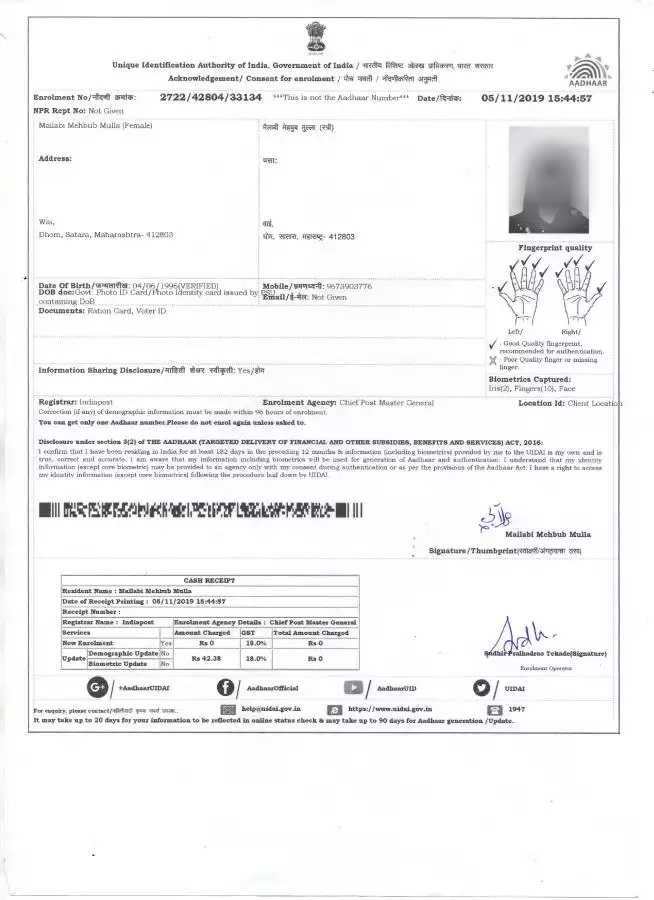 Unique Identification Authority of India, Government of India / भारतीय विशिष्ट ओळख प्राधिकरण, भारत सरकार
Acknowledgement/ Consent for enrolment / पोच पावती / नोंदणीकरिता अनुमती
AADHAAR
Enrolment No/नोंदणी क्रमांक: 2722/42804/33134 ***This is not the Aadhaar Number*** Date/दिनांक: 05/11/2019 15:44:57
NPR Rcpt No: Not Given
Mailabi Mehbub Mulla (Female) मैलाबी मेहबुब मुल्ला (स्त्री)
Address: पत्ता:
Wai, वाई,
Dhom, Satara, Maharashtra- 412803 धोम, सातारा, महाराष्ट्र- 412803
Fingerprint quality
Date Of Birth/जन्मतारीख: 04/06/1996(VERIFIED) Mobile/भ्रमणध्वनी: 9673903776
DOB doc:Govt. Photo ID Card/Photo Identity card issued by PSU Email/ई-मेल: Not Given
containing DoB
Documents: Ration Card, Voter ID
Left/ Right/
: Good Quality fingerprint,
recommended for authentication.
: Poor Quality finger or missing
finger.
Information Sharing Disclosure/माहिती शेअर स्वीकृती: Yes/होय
Biometrics Captured:
Iris(2), Fingers(10), Face
Registrar: Indiapost Enrolment Agency: Chief Post Master General Location Id: Client Location
Correction (if any) of demographic information must be made within 96 hours of enrolment.
You can get only one Aadhaar number.Please do not enrol again unless asked to.
Disclosure under section 3(2) of THE AADHAAR (TARGETED DELIVERY OF FINANCIAL AND OTHER SUBSIDIES, BENEFITS AND SERVICES) ACT, 2016:
I confirm that I have been residing in India for at least 182 days in the preceding 12 months & information (including biometrics) provided by me to the UIDAI is my own and is
true, correct and accurate. I am aware that my information including biometrics will be used for generation of Aadhaar and authentication. I understand that my identity
information (except core biometric) may be provided to an agency only with my consent during authentication or as per the provisions of the Aadhaar Act. I have a right to access
my identity information (except core biometrics) following the procedure laid down by UIDAI.
Mailabi Mehbub Mulla
Signature/Thumbprint(स्वाक्षरी/अंगठ्याचा ठसा)
CASH RECEIPT
Resident Name : Mailabi Mehbub Mulla
Date of Receipt Printing : 05/11/2019 15:44:57
Receipt Number :
Registrar Name : Indiapost Enrolment Agency Details : Chief Post Master General
Services Amount Charged GST Total Amount Charged
New Enrolment Yes Rs 0 18.0% Rs 0
Update Demographic Update No Rs 42.38 18.0% Rs 0
Biometric Update No
Sudhir Pralhadrao Tekade(Signature)
Enrolment Operator
+AadhaarUIDAI AadhaarOfficial AadhaarUID UIDAI
For enquiry, please contact/ help@uidai.gov.in https://www.uidai.gov.in 1947
It may take up to 20 days for your information to be reflected in online status check & may take up to 90 days for Aadhaar generation /Update.